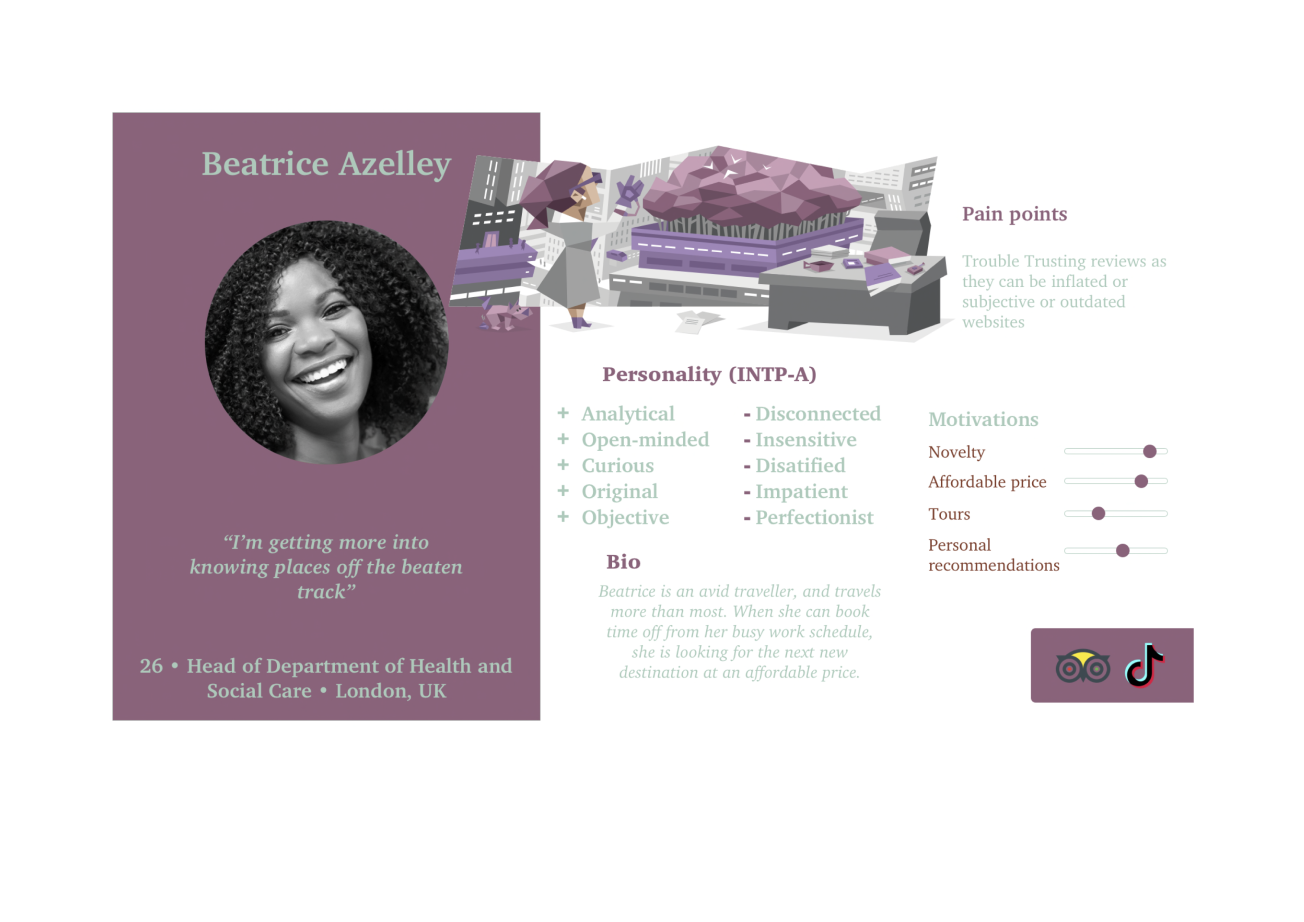 Beatrice Azelley
“I’m getting more into
knowing places off the beaten
track”
26 • Head of Department of Health and
Social Care • London, UK
Personality (INTP-A)
+ Analytical
+ Open-minded
+ Curious
+ Original
+ Objective
- Disconnected
- Insensitive
- Disatified
- Impatient
- Perfectionist
Bio
Beatrice is an avid traveller, and travels
more than most. When she can book
time off from her busy work schedule,
she is looking for the next new
destination at an affordable price.
Pain points
Trouble Trusting reviews as
they can be inflated or
subjective or outdated
websites
Motivations
Novelty
Affordable price
Tours
Personal
recommendations